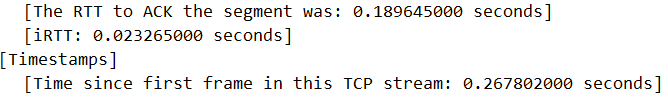 [The RTT to ACK the segment was: 0.189645000 seconds]
[iRTT: 0.023265000 seconds]
[Timestamps]
[Time since first frame in this TCP stream: 0.267802000 seconds]